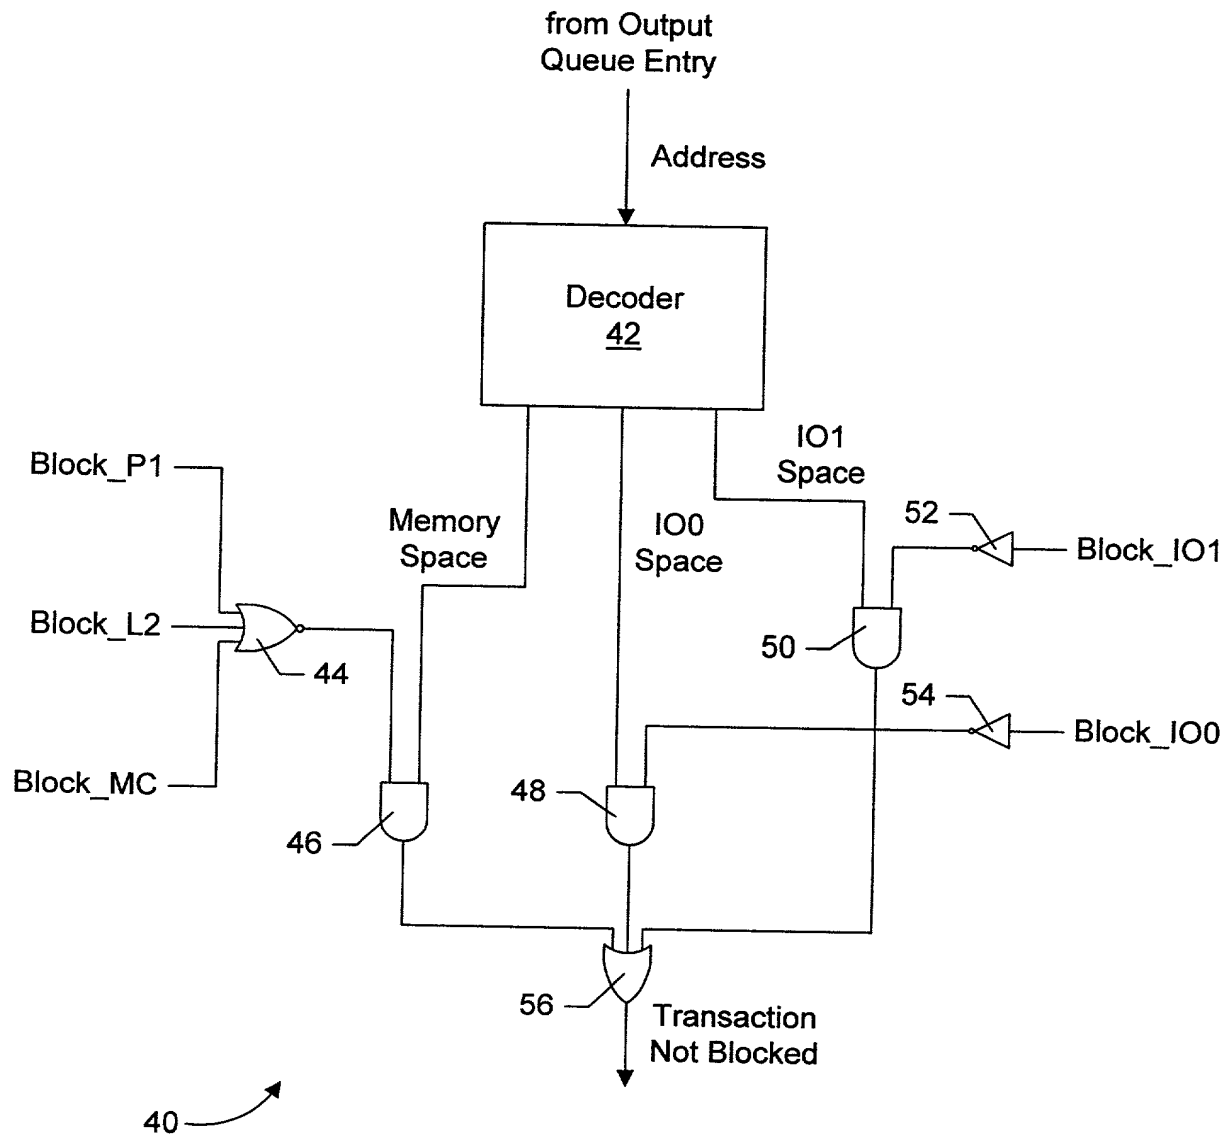 from Output
Queue Entry
Address
Decoder
42
IO1
Space
Block_P1
Memory
Space
IO0
Space
52
Block_IO1
Block_L2
44
50
54
Block_IO0
Block_MC
48
46
56
Transaction
Not Blocked
40